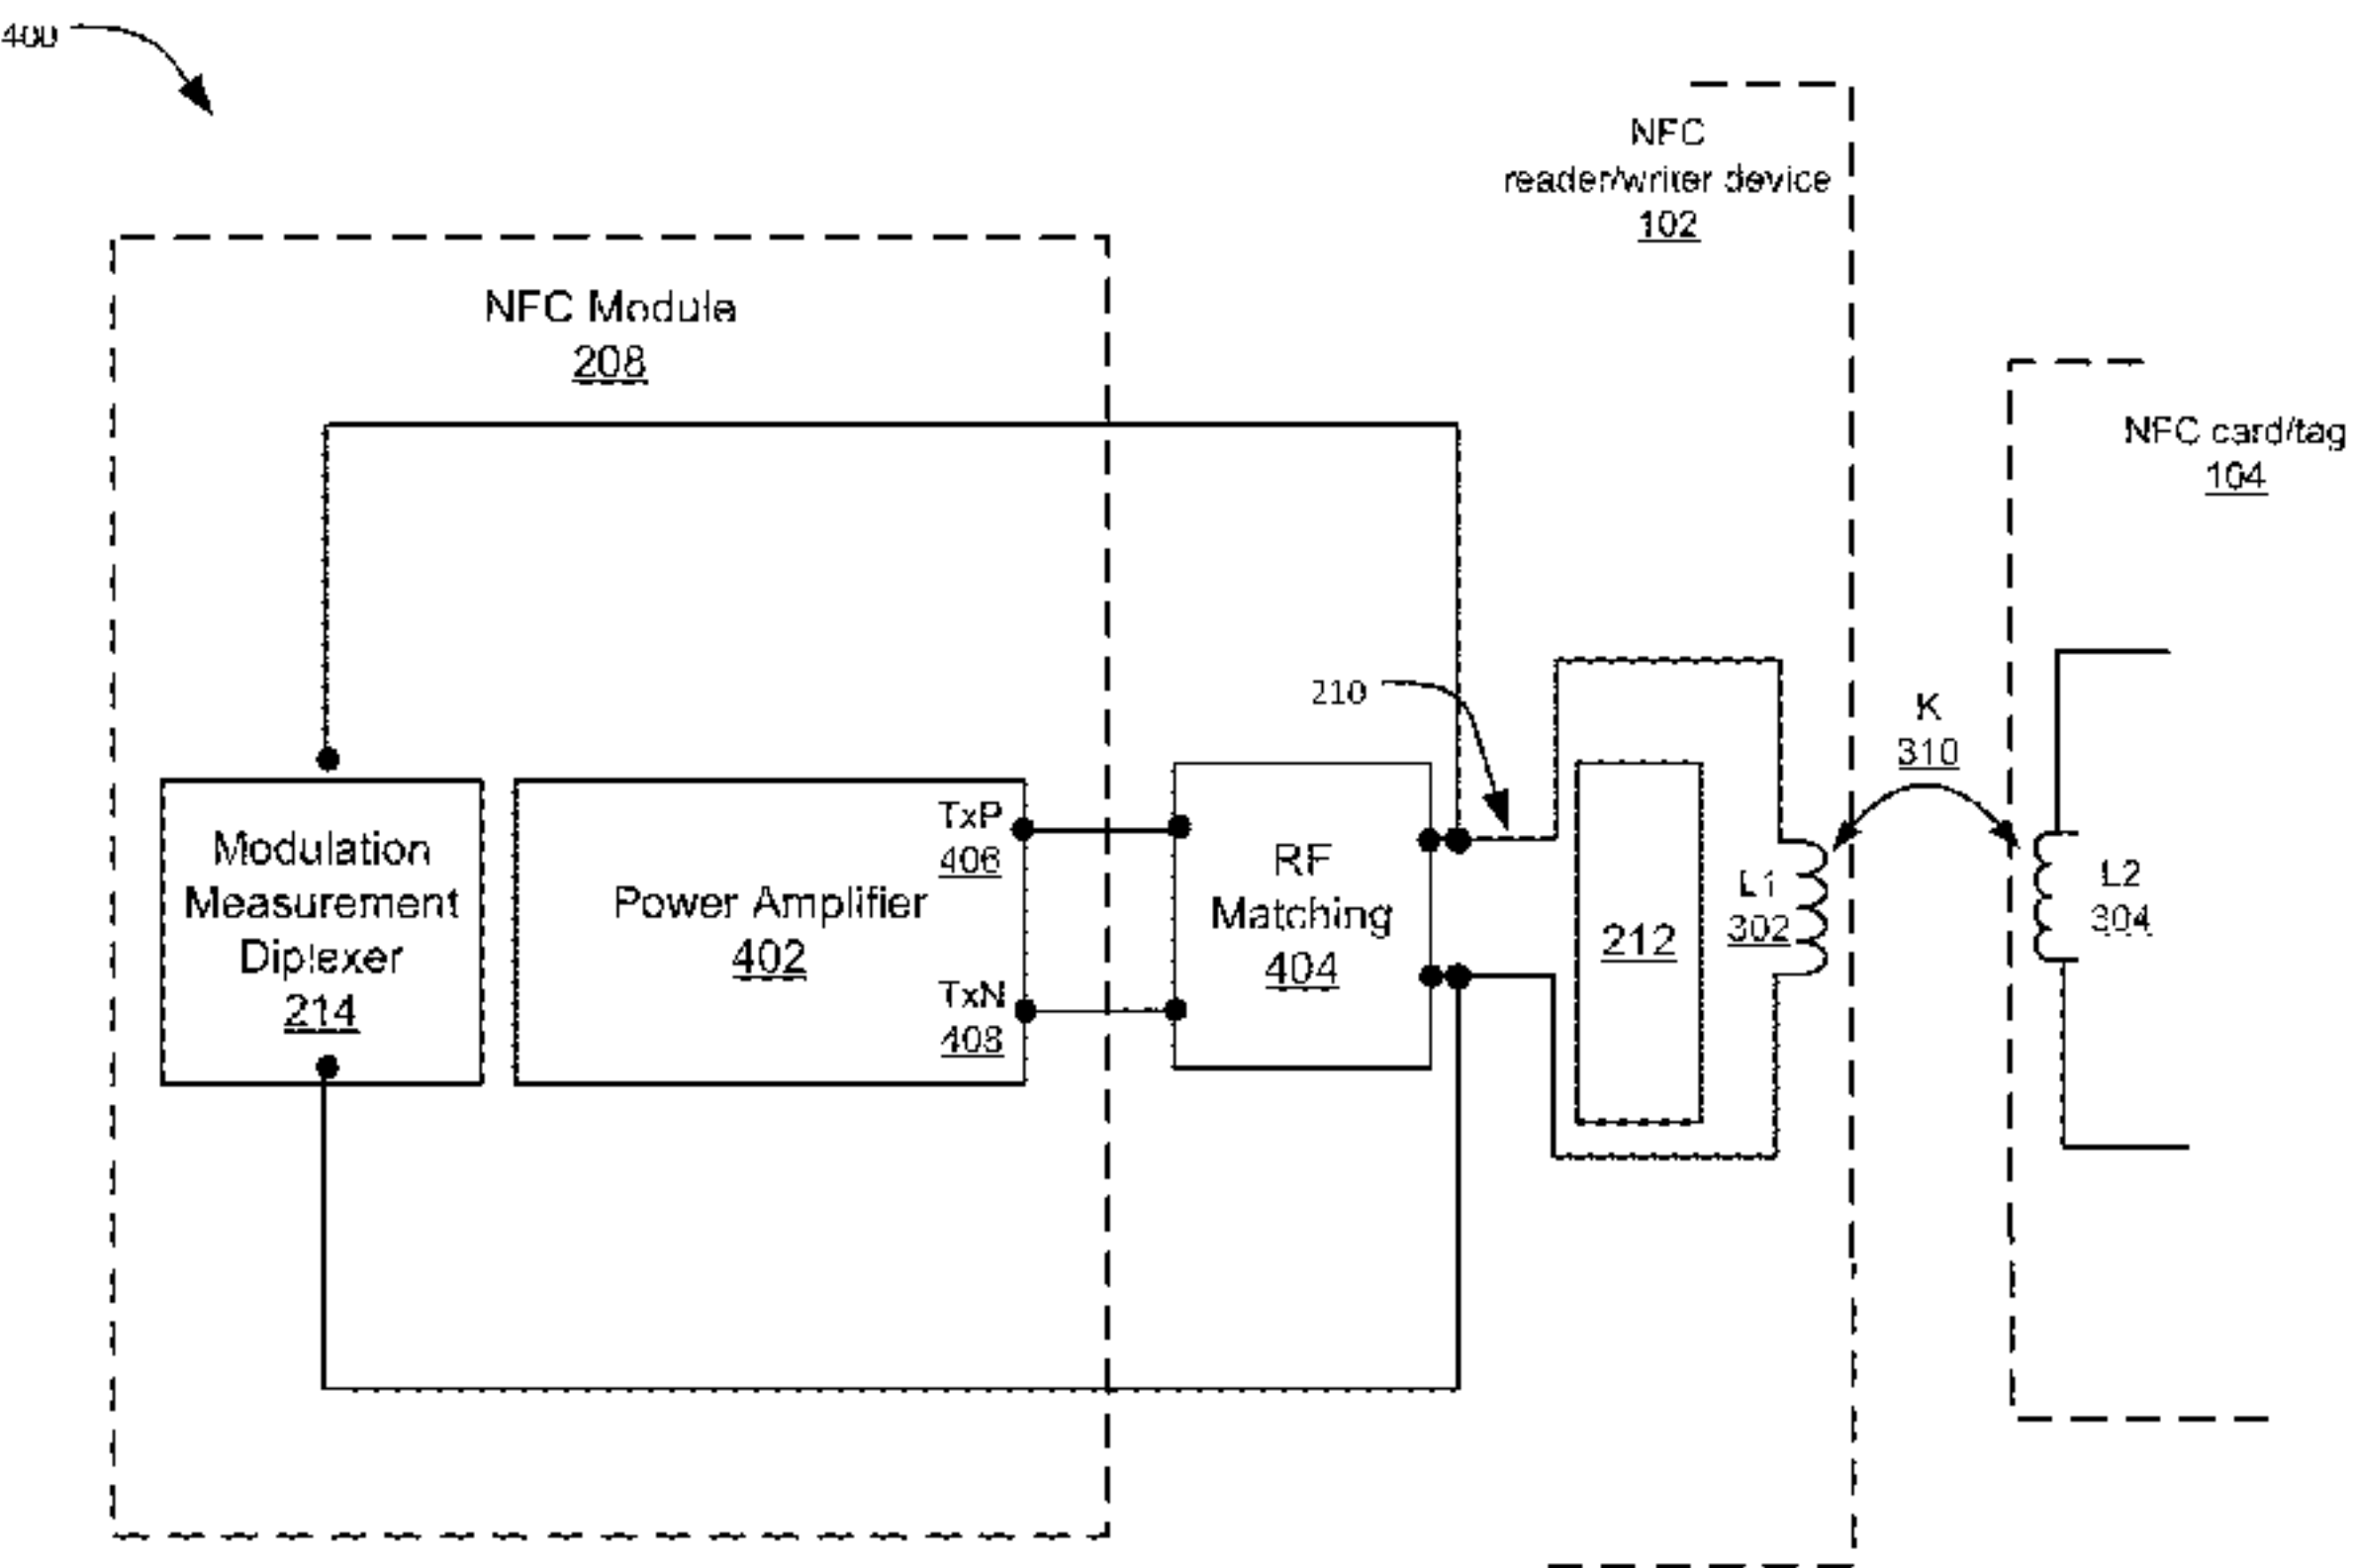 400
NFC
reader/writer device
102
NFC Module
208
NFC card/tag
104
210
K
310
Modulation
Measurement
Diplexer
214
Power Amplifier
402
TxP
406
TxN
408
RF
Matching
404
212
L1
302
L2
304